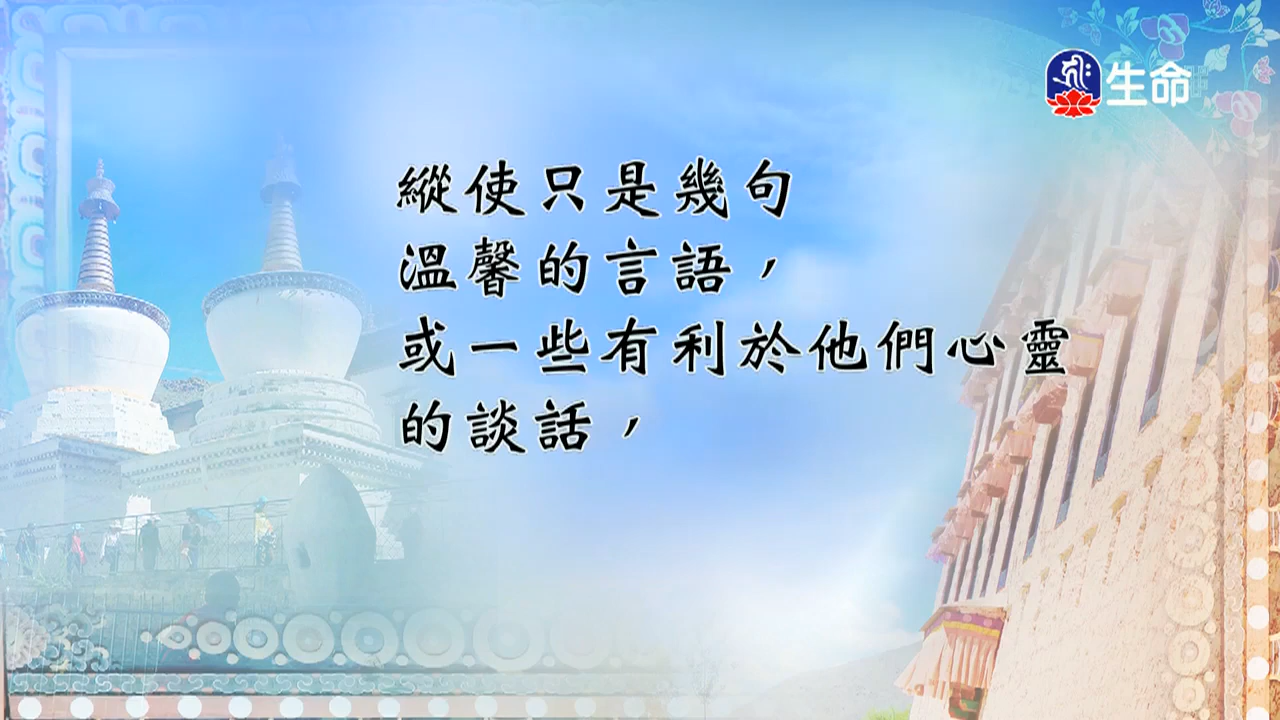 生命
縱使只是幾句
溫馨的言語，
或一些有利於他們心靈
的談話，